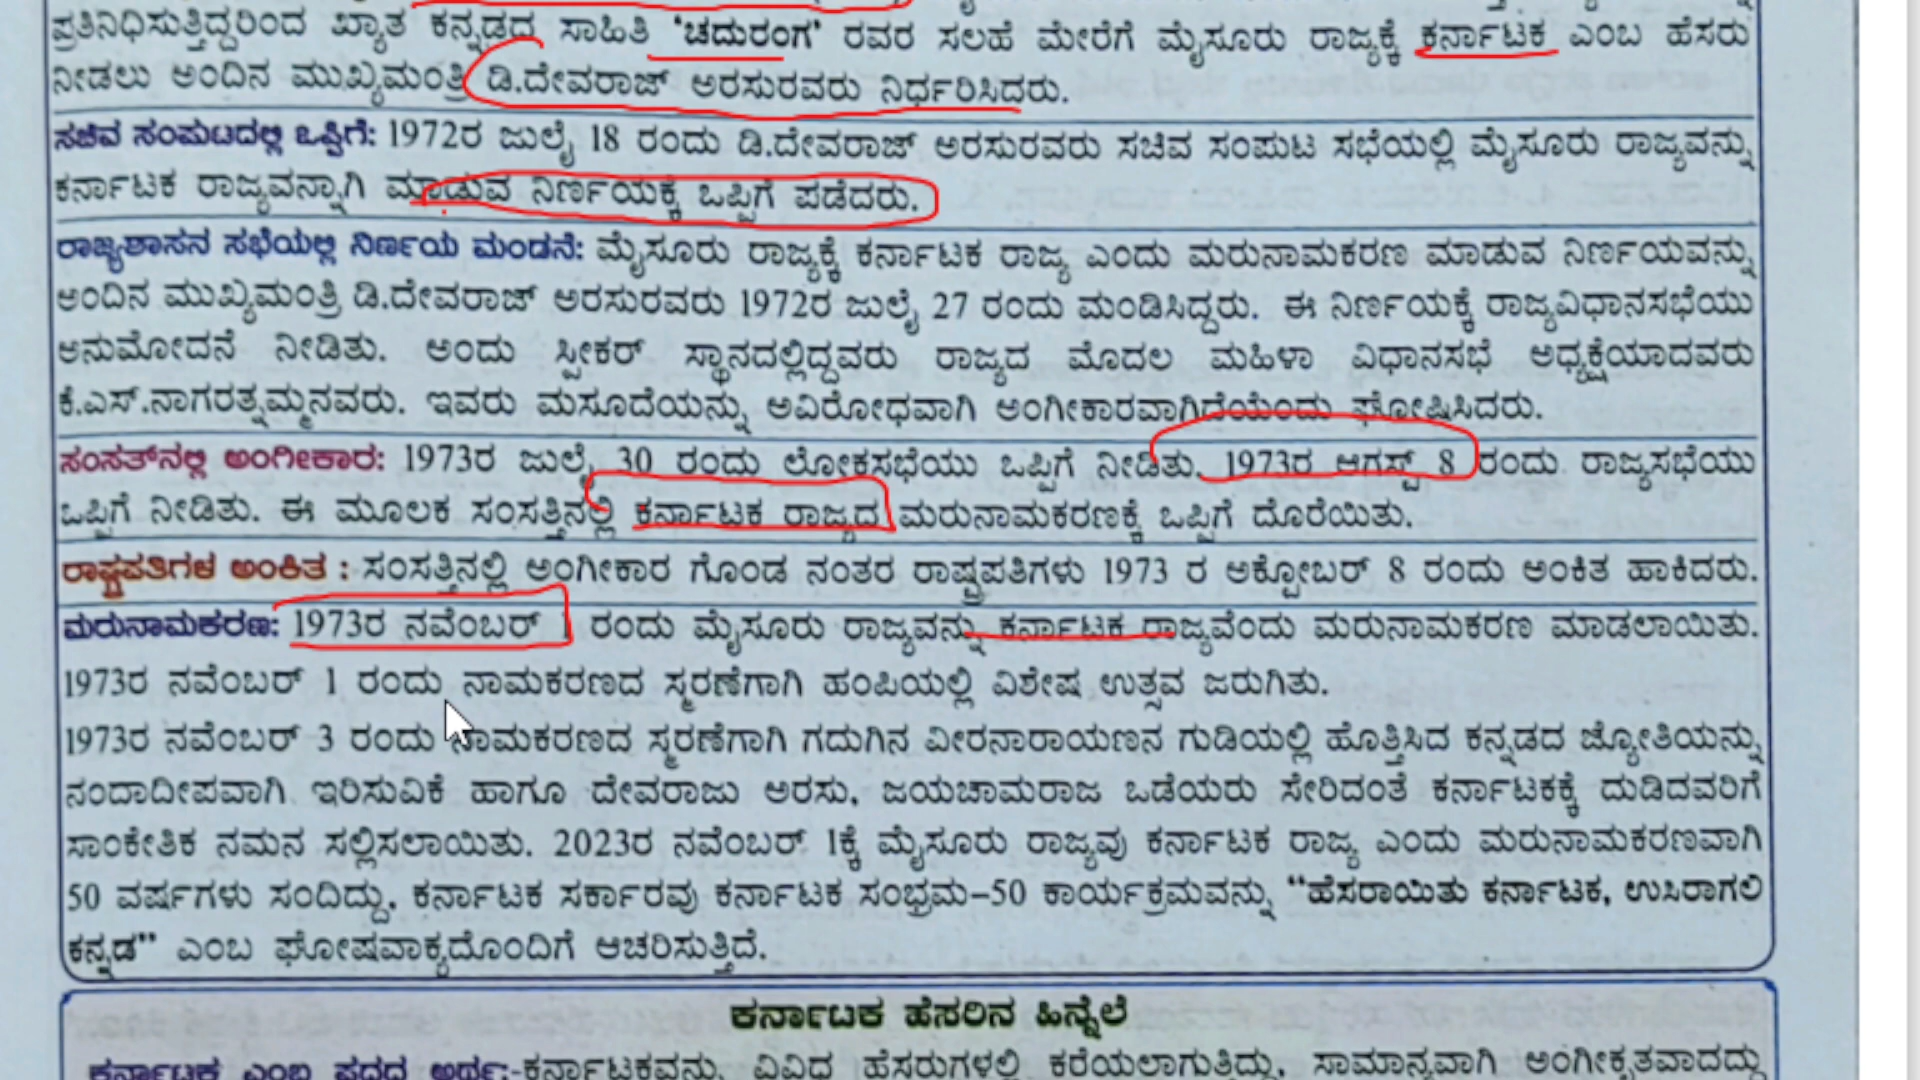 ಪ್ರತಿನಿಧಿಸುತ್ತಿದ್ದರಿಂದ ಖ್ಯಾತ ಕನ್ನಡದ ಸಾಹಿತಿ 'ಚದುರಂಗ' ರವರ ಸಲಹೆ ಮೇರೆಗೆ ಮೈಸೂರು ರಾಜ್ಯಕ್ಕೆ ಕರ್ನಾಟಕ ಎಂಬ ಹೆಸರು
ನೀಡಲು ಅಂದಿನ ಮುಖ್ಯಮಂತ್ರಿ ಡಿ.ದೇವರಾಜ್ ಅರಸುರವರು ನಿರ್ಧರಿಸಿದರು.
ಸಚಿವ ಸಂಪುಟದಲ್ಲಿ ಒಪ್ಪಿಗೆ: 1972ರ ಜುಲೈ 18 ರಂದು ಡಿ.ದೇವರಾಜ್ ಅರಸುರವರು ಸಚಿವ ಸಂಪುಟ ಸಭೆಯಲ್ಲಿ ಮೈಸೂರು ರಾಜ್ಯವನ್ನು
ಕರ್ನಾಟಕ ರಾಜ್ಯವನ್ನಾಗಿ ಮಾಡುವ ನಿರ್ಣಯಕ್ಕೆ ಒಪ್ಪಿಗೆ ಪಡೆದರು.
ರಾಜ್ಯಶಾಸನ ಸಭೆಯಲ್ಲಿ ನಿರ್ಣಯ ಮಂಡನೆ: ಮೈಸೂರು ರಾಜ್ಯಕ್ಕೆ ಕರ್ನಾಟಕ ರಾಜ್ಯ ಎಂದು ಮರುನಾಮಕರಣ ಮಾಡುವ ನಿರ್ಣಯವನ್ನು
ಅಂದಿನ ಮುಖ್ಯಮಂತ್ರಿ ಡಿ.ದೇವರಾಜ್ ಅರಸುರವರು 1972ರ ಜುಲೈ 27 ರಂದು ಮಂಡಿಸಿದ್ದರು. ಈ ನಿರ್ಣಯಕ್ಕೆ ರಾಜ್ಯವಿಧಾನಸಭೆಯು
ಅನುಮೋದನೆ ನೀಡಿತು. ಅಂದು ಸ್ಪೀಕರ್ ಸ್ಥಾನದಲ್ಲಿದ್ದವರು ರಾಜ್ಯದ ಮೊದಲ ಮಹಿಳಾ ವಿಧಾನಸಭೆ ಅಧ್ಯಕ್ಷೆಯಾದವರು
ಕೆ.ಎಸ್.ನಾಗರತ್ನಮ್ಮನವರು. ಇವರು ಮಸೂದೆಯನ್ನು ಅವಿರೋಧವಾಗಿ ಅಂಗೀಕಾರವಾಗಿದೆಯೆಂದು ಘೋಷಿಸಿದರು.
ಸಂಸತ್‌ನಲ್ಲಿ ಅಂಗೀಕಾರ: 1973ರ ಜುಲೈ 30 ರಂದು ಲೋಕಸಭೆಯು ಒಪ್ಪಿಗೆ ನೀಡಿತು. 1973ರ ಆಗಸ್ಟ್ 8 ರಂದು ರಾಜ್ಯಸಭೆಯು
ಒಪ್ಪಿಗೆ ನೀಡಿತು. ಈ ಮೂಲಕ ಸಂಸತ್ತಿನಲ್ಲಿ ಕರ್ನಾಟಕ ರಾಜ್ಯದ ಮರುನಾಮಕರಣಕ್ಕೆ ಒಪ್ಪಿಗೆ ದೊರೆಯಿತು.
ರಾಷ್ಟ್ರಪತಿಗಳ ಅಂಕಿತ : ಸಂಸತ್ತಿನಲ್ಲಿ ಅಂಗೀಕಾರ ಗೊಂಡ ನಂತರ ರಾಷ್ಟ್ರಪತಿಗಳು 1973 ರ ಅಕ್ಟೋಬರ್ 8 ರಂದು ಅಂಕಿತ ಹಾಕಿದರು.
ಮರುನಾಮಕರಣ: 1973ರ ನವೆಂಬರ್ 1 ರಂದು ಮೈಸೂರು ರಾಜ್ಯವನ್ನು ಕರ್ನಾಟಕ ರಾಜ್ಯವೆಂದು ಮರುನಾಮಕರಣ ಮಾಡಲಾಯಿತು.
1973ರ ನವೆಂಬರ್ 1 ರಂದು ನಾಮಕರಣದ ಸ್ಮರಣೆಗಾಗಿ ಹಂಪಿಯಲ್ಲಿ ವಿಶೇಷ ಉತ್ಸವ ಜರುಗಿತು.
1973ರ ನವೆಂಬರ್ 3 ರಂದು ನಾಮಕರಣದ ಸ್ಮರಣೆಗಾಗಿ ಗದುಗಿನ ವೀರನಾರಾಯಣನ ಗುಡಿಯಲ್ಲಿ ಹೊತ್ತಿಸಿದ ಕನ್ನಡದ ಜ್ಯೋತಿಯನ್ನು
ನಂದಾದೀಪವಾಗಿ ಇರಿಸುವಿಕೆ ಹಾಗೂ ದೇವರಾಜು ಅರಸು, ಜಯಚಾಮರಾಜ ಒಡೆಯರು ಸೇರಿದಂತೆ ಕರ್ನಾಟಕಕ್ಕೆ ದುಡಿದವರಿಗೆ
ಸಾಂಕೇತಿಕ ನಮನ ಸಲ್ಲಿಸಲಾಯಿತು. 2023ರ ನವೆಂಬರ್ 1ಕ್ಕೆ ಮೈಸೂರು ರಾಜ್ಯವು ಕರ್ನಾಟಕ ರಾಜ್ಯ ಎಂದು ಮರುನಾಮಕರಣವಾಗಿ
50 ವರ್ಷಗಳು ಸಂದಿದ್ದು, ಕರ್ನಾಟಕ ಸರ್ಕಾರವು ಕರ್ನಾಟಕ ಸಂಭ್ರಮ-50 ಕಾರ್ಯಕ್ರಮವನ್ನು "ಹೆಸರಾಯಿತು ಕರ್ನಾಟಕ, ಉಸಿರಾಗಲಿ
ಕನ್ನಡ" ಎಂಬ ಘೋಷವಾಕ್ಯದೊಂದಿಗೆ ಆಚರಿಸುತ್ತಿದೆ.
ಕರ್ನಾಟಕ ಹೆಸರಿನ ಹಿನ್ನೆಲೆ
ಕರ್ನಾಟಕ ಎಂಬ ಪದದ ಅರ್ಥ:-ಕರ್ನಾಟಕವನ್ನು ವಿವಿಧ ಹೆಸರುಗಳಲ್ಲಿ ಕರೆಯಲಾಗುತ್ತಿದ್ದು, ಸಾಮಾನ್ಯವಾಗಿ ಅಂಗೀಕೃತವಾದದ್ದು